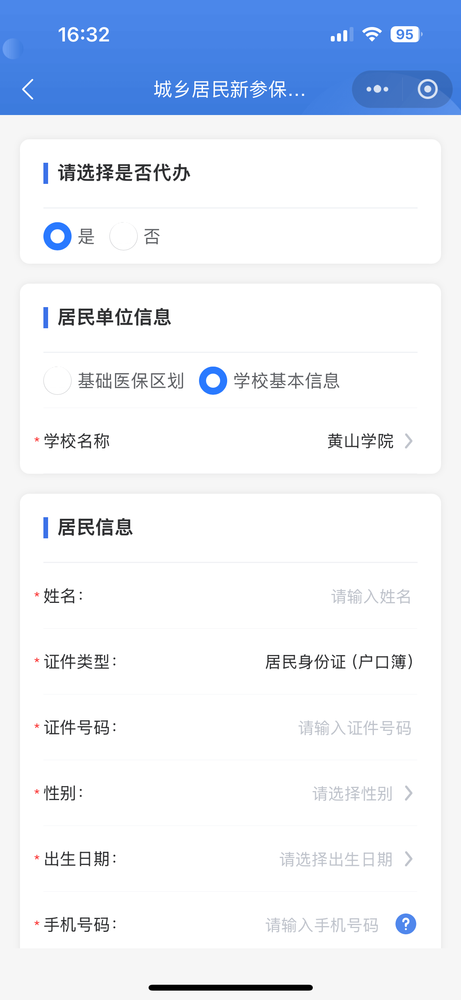 16:32
95
城乡居民新参保...
请选择是否代办
是 否
居民单位信息
基础医保区划 学校基本信息
* 学校名称 黄山学院
居民信息
* 姓名: 请输入姓名
* 证件类型: 居民身份证（户口簿）
* 证件号码: 请输入证件号码
* 性别: 请选择性别
* 出生日期: 请选择出生日期
* 手机号码: 请输入手机号码 ?